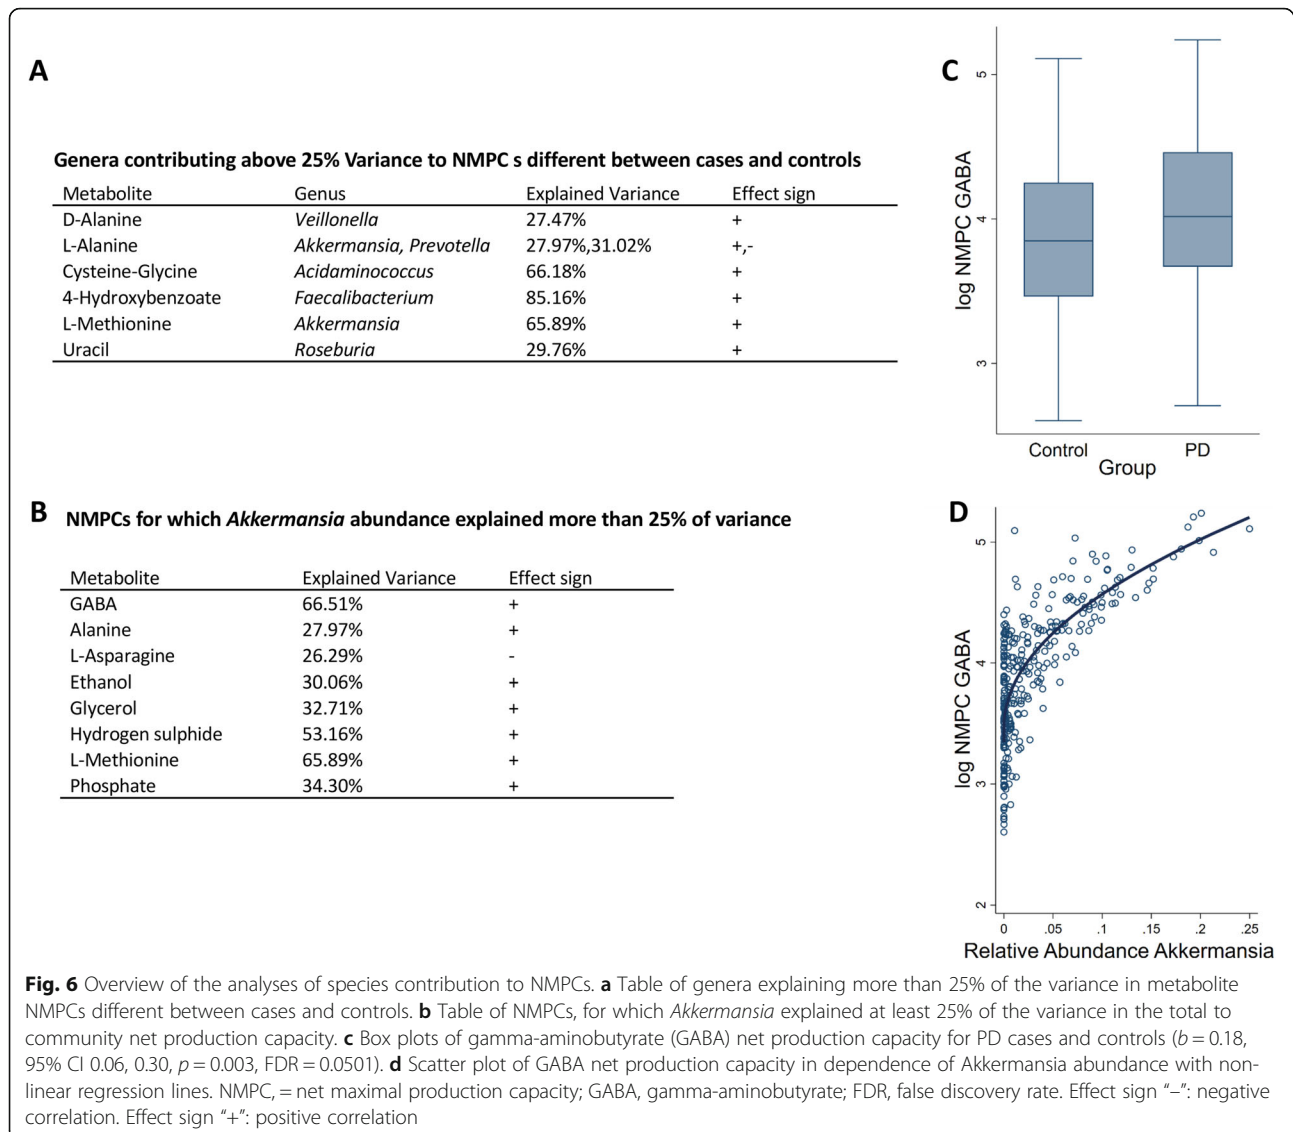 A
Genera contributing above 25% Variance to NMPC s different between cases and controls
Metabolite Genus Explained Variance Effect sign
D-Alanine Veillonella 27.47% +
L-Alanine Akkermansia, Prevotella 27.97%,31.02% +,-
Cysteine-Glycine Acidaminococcus 66.18% +
4-Hydroxybenzoate Faecalibacterium 85.16% +
L-Methionine Akkermansia 65.89% +
Uracil Roseburia 29.76% +
B NMPCs for which Akkermansia abundance explained more than 25% of variance
Metabolite Explained Variance Effect sign
GABA 66.51% +
Alanine 27.97% +
L-Asparagine 26.29% -
Ethanol 30.06% +
Glycerol 32.71% +
Hydrogen sulphide 53.16% +
L-Methionine 65.89% +
Phosphate 34.30% +
C
log NMPC GABA
5
4
3
Control PD
Group
D
log NMPC GABA
5
4
3
2
0 .05 .1 .15 .2 .25
Relative Abundance Akkermansia
Fig. 6 Overview of the analyses of species contribution to NMPCs. a Table of genera explaining more than 25% of the variance in metabolite
NMPCs different between cases and controls. b Table of NMPCs, for which Akkermansia explained at least 25% of the variance in the total to
community net production capacity. c Box plots of gamma-aminobutyrate (GABA) net production capacity for PD cases and controls (b = 0.18,
95% CI 0.06, 0.30, p = 0.003, FDR = 0.0501). d Scatter plot of GABA net production capacity in dependence of Akkermansia abundance with non-
linear regression lines. NMPC, = net maximal production capacity; GABA, gamma-aminobutyrate; FDR, false discovery rate. Effect sign “–”: negative
correlation. Effect sign “+”: positive correlation